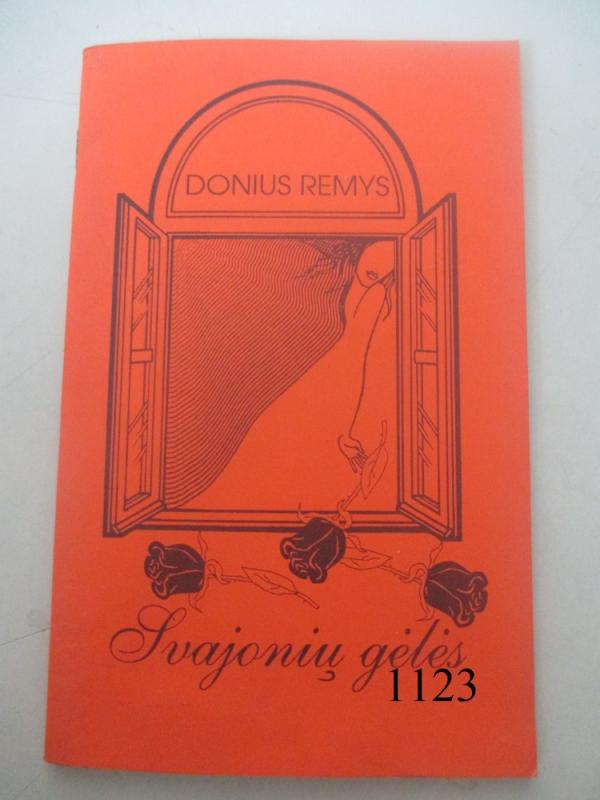 DONIUS REMYS
Svajonių gėlės
1123